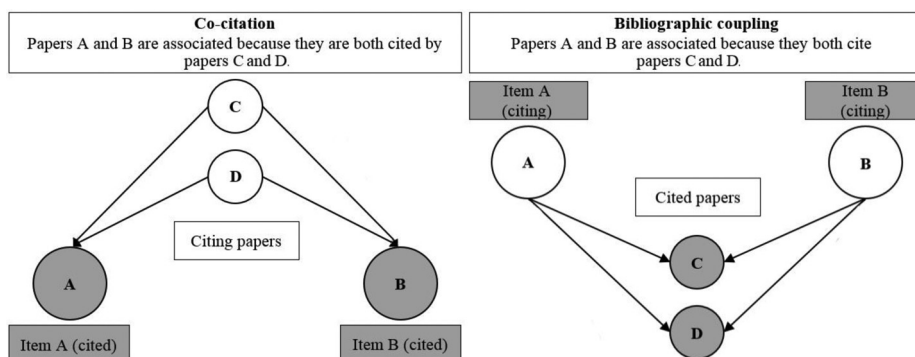 Co-citation
Papers A and B are associated because they are both cited by
papers C and D.
C
D
Citing papers
A
B
Item A (cited)
Item B (cited)
Bibliographic coupling
Papers A and B are associated because they both cite
papers C and D.
Item A
(citing)
Item B
(citing)
A
B
Cited papers
C
D